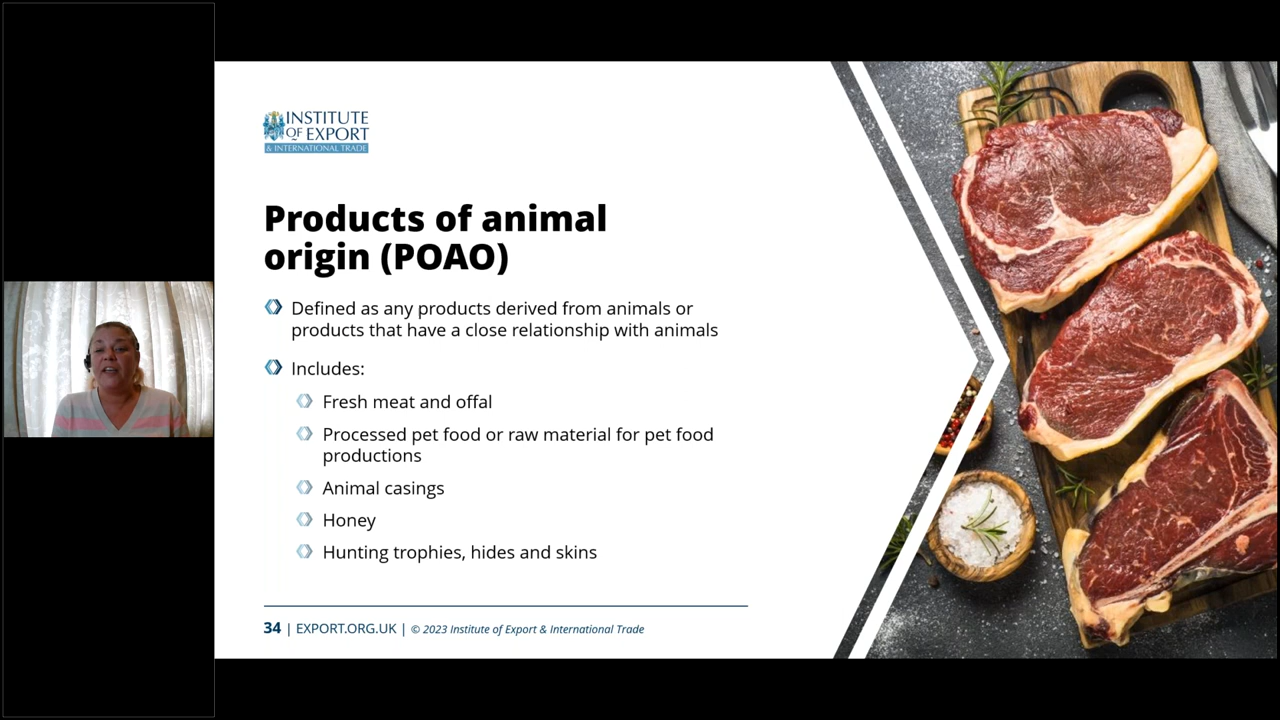 INSTITUTE
OF EXPORT
& INTERNATIONAL TRADE
Products of animal
origin (POAO)
Defined as any products derived from animals or
products that have a close relationship with animals
Includes:
Fresh meat and offal
Processed pet food or raw material for pet food
productions
Animal casings
Honey
Hunting trophies, hides and skins
34 | EXPORT.ORG.UK | © 2023 Institute of Export & International Trade